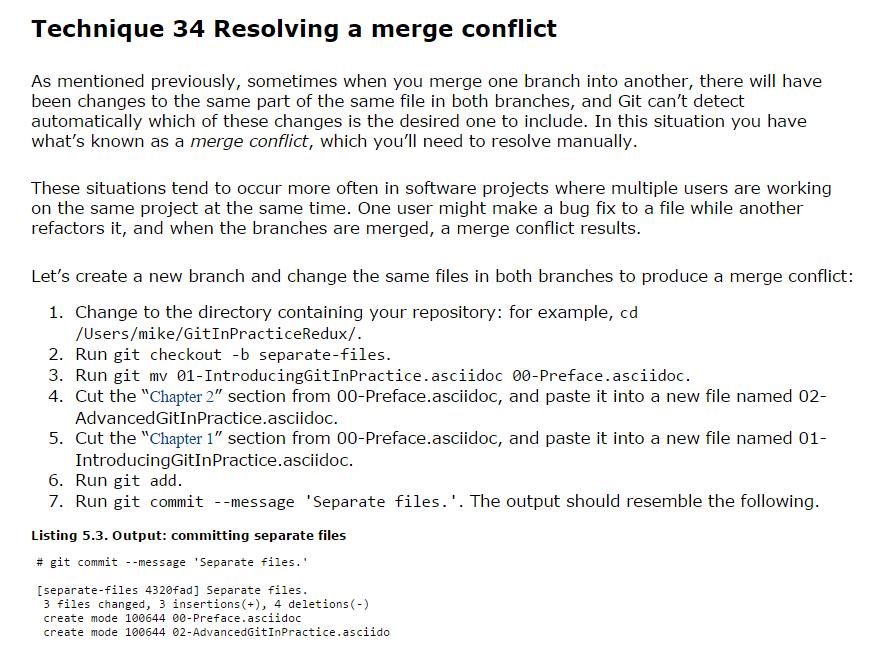 Technique 34 Resolving a merge conflict
As mentioned previously, sometimes when you merge one branch into another, there will have
been changes to the same part of the same file in both branches, and Git can’t detect
automatically which of these changes is the desired one to include. In this situation you have
what’s known as a merge conflict, which you’ll need to resolve manually.
These situations tend to occur more often in software projects where multiple users are working
on the same project at the same time. One user might make a bug fix to a file while another
refactors it, and when the branches are merged, a merge conflict results.
Let’s create a new branch and change the same files in both branches to produce a merge conflict:
1. Change to the directory containing your repository: for example, cd
/Users/mike/GitInPracticeRedux/.
2. Run git checkout -b separate-files.
3. Run git mv 01-IntroducingGitInPractice.asciidoc 00-Preface.asciidoc.
4. Cut the “Chapter 2” section from 00-Preface.asciidoc, and paste it into a new file named 02-
AdvancedGitInPractice.asciidoc.
5. Cut the “Chapter 1” section from 00-Preface.asciidoc, and paste it into a new file named 01-
IntroducingGitInPractice.asciidoc.
6. Run git add.
7. Run git commit --message 'Separate files.'. The output should resemble the following.
Listing 5.3. Output: committing separate files
# git commit --message 'Separate files.'
[separate-files 4320fad] Separate files.
3 files changed, 3 insertions(+), 4 deletions(-)
create mode 100644 00-Preface.asciidoc
create mode 100644 02-AdvancedGitInPractice.asciido